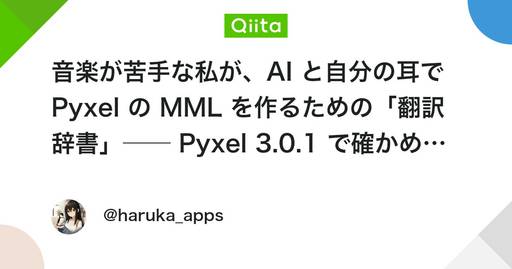 Qiita
音楽が苦手な私が、AI と自分の耳で
Pyxel の MML を作るための「翻訳
辞書」── Pyxel 3.0.1 で確かめ…
@haruka_apps